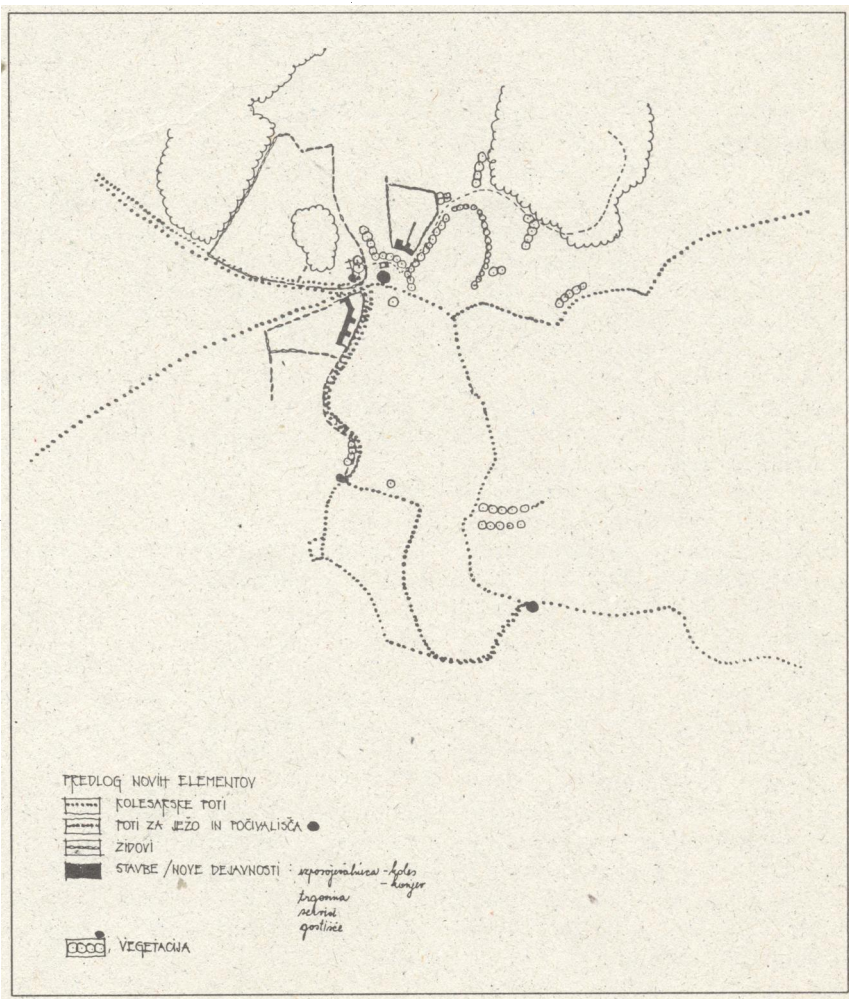 PREDLOG NOVIH ELEMENTOV
KOLESARSKE POTI
POTI ZA JEŽO IN POČIVALIŠČA
ZIDOVI
STAVBE / NOVE DEJAVNOSTI : izposojevalnica - koles
- konjev
trgovina
servisi
gostišče
, VEGETACIJA